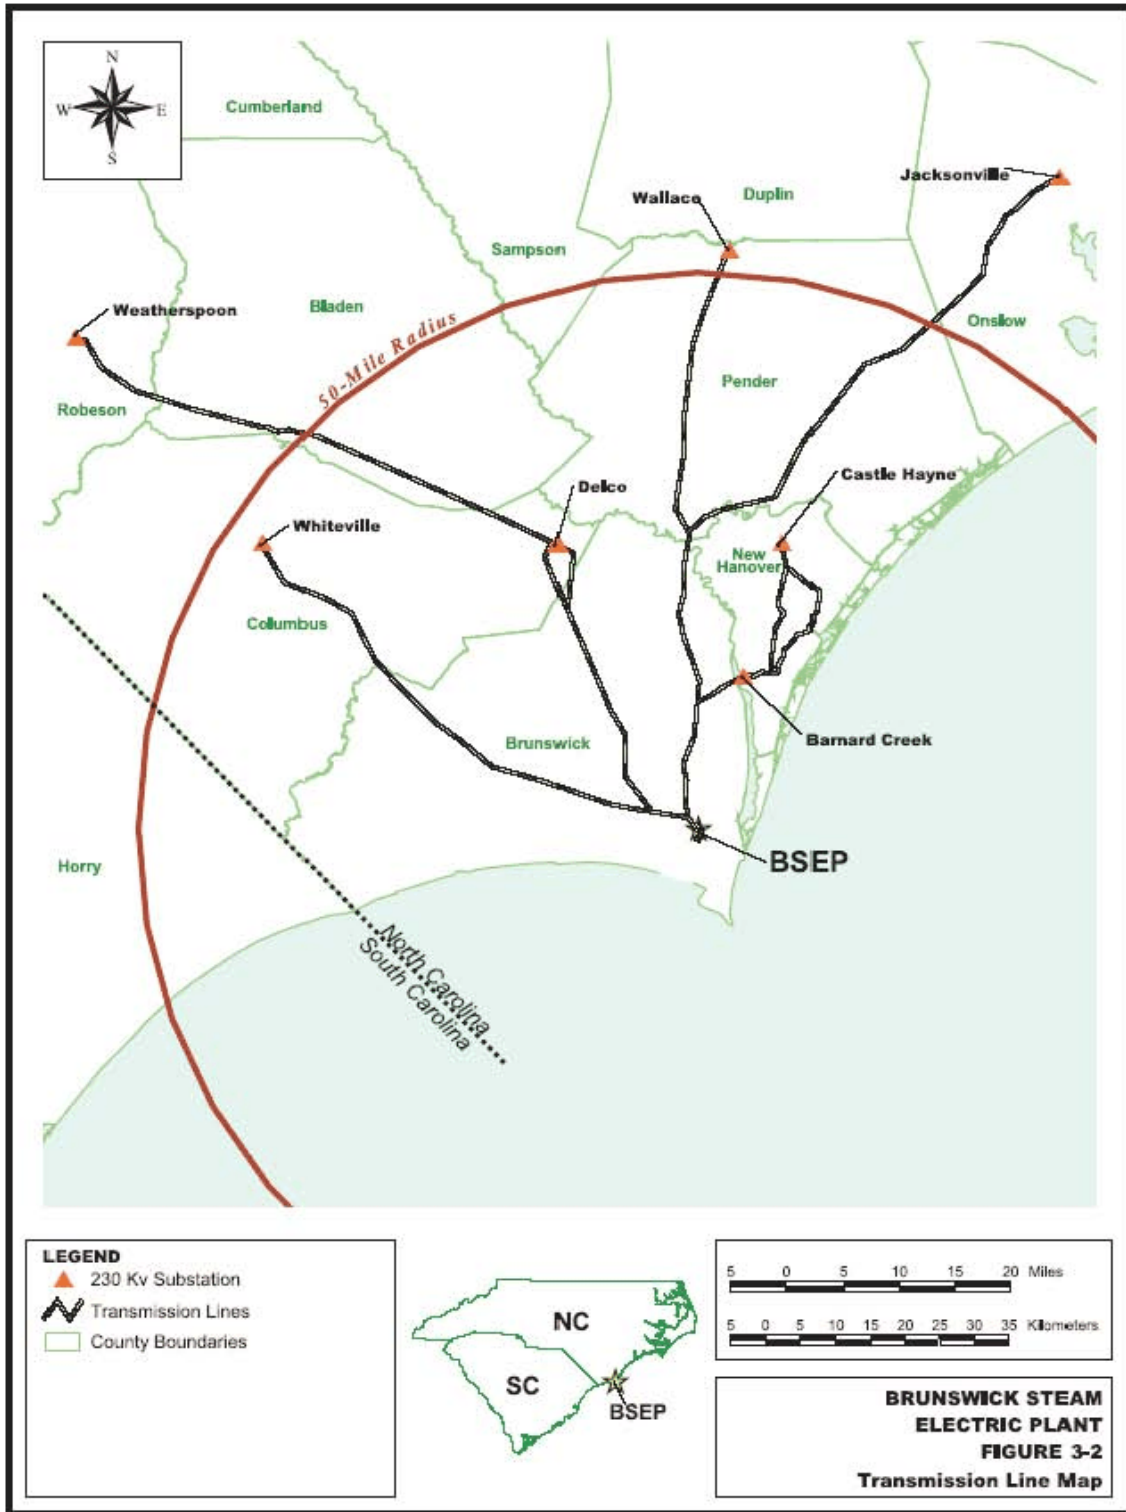 N
W E
S
Cumberland
Jacksonville
Wallace
Duplin
Sampson
Weatherspoon
Bladen
Onslow
50-Mile Radius
Pender
Robeson
Castle Hayne
Delco
Whiteville
New
Hanover
Columbus
Barnard Creek
Brunswick
BSEP
Horry
North Carolina
South Carolina
LEGEND
230 Kv Substation
Transmission Lines
County Boundaries
NC
SC
BSEP
5 0 5 10 15 20 Miles
5 0 5 10 15 20 25 30 35 Kilometers
BRUNSWICK STEAM
ELECTRIC PLANT
FIGURE 3-2
Transmission Line Map